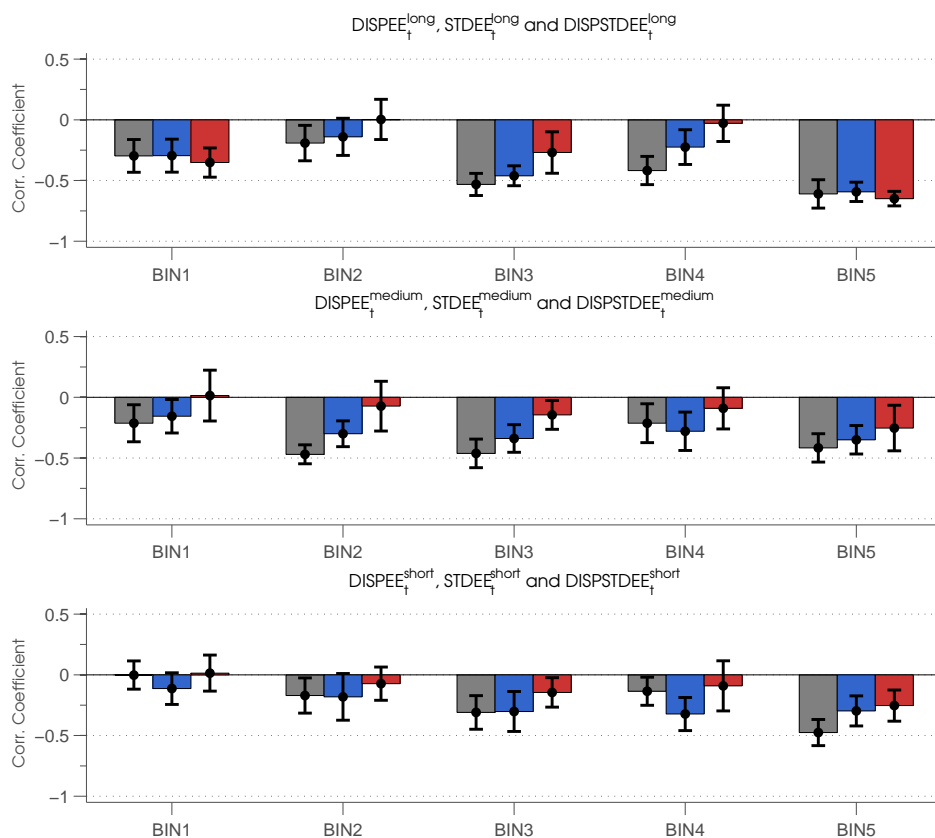 DISPEE_t^long, STDEE_t^long and DISPSTDEE_t^long
0.5
0
−0.5
−1
Corr. Coefficient
BIN1 BIN2 BIN3 BIN4 BIN5
DISPEE_t^medium, STDEE_t^medium and DISPSTDEE_t^medium
0.5
0
−0.5
−1
Corr. Coefficient
BIN1 BIN2 BIN3 BIN4 BIN5
DISPEE_t^short, STDEE_t^short and DISPSTDEE_t^short
0.5
0
−0.5
−1
Corr. Coefficient
BIN1 BIN2 BIN3 BIN4 BIN5